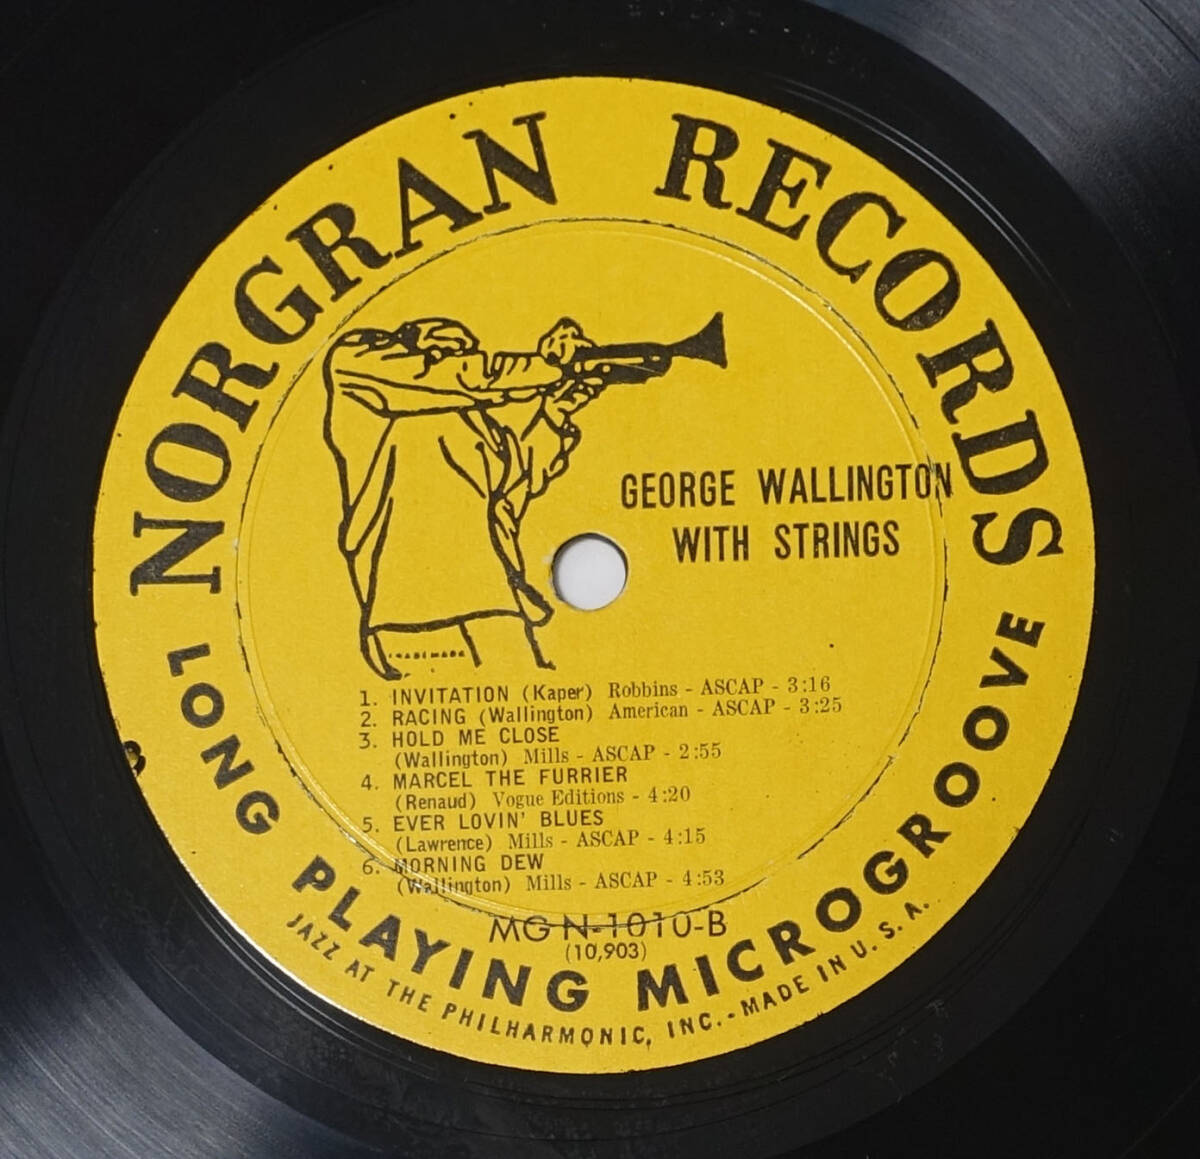 NORGRAN RECORDS
GEORGE WALLINGTON
WITH STRINGS
TRADEMARK
1. INVITATION (Kaper) Robbins - ASCAP - 3:16
2. RACING (Wallington) American - ASCAP - 3:25
3. HOLD ME CLOSE
(Wallington) Mills - ASCAP - 2:55
4. MARCEL THE FURRIER
(Renaud) Vogue Editions - 4:20
5. EVER LOVIN' BLUES
(Lawrence) Mills - ASCAP - 4:15
6. MORNING DEW
(Wallington) Mills - ASCAP - 4:53
MG N-1010-B
(10,903)
LONG PLAYING MICROGROOVE
JAZZ AT THE PHILHARMONIC, INC. - MADE IN U. S. A.